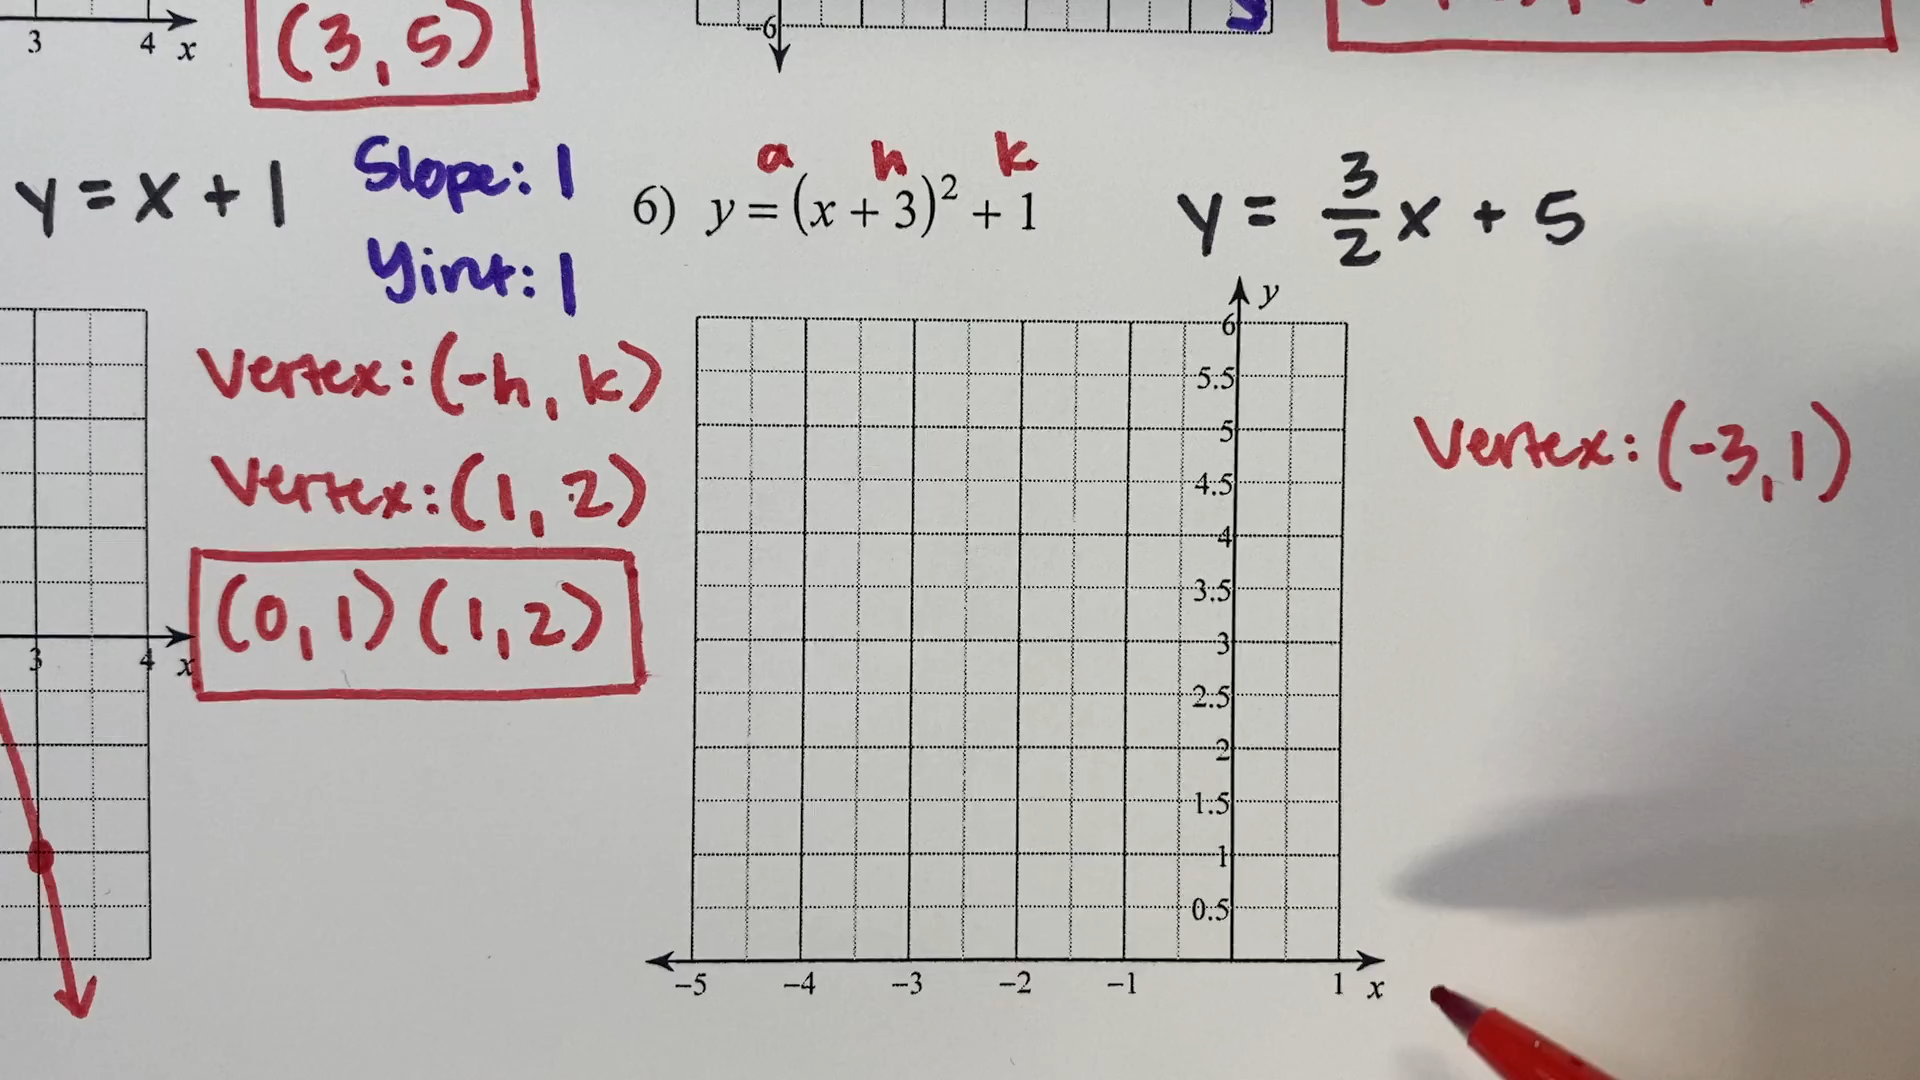 3 4 x
(3, 5)
-6
y = x + 1
Slope: 1
Yint: 1
Vertex: (-h, k)
Vertex: (1, 2)
(0, 1) (1, 2)
3 4 x
a h k
6) y = (x + 3)² + 1
y = 3/2 x + 5
y
6
5.5
5
4.5
4
3.5
3
2.5
2
1.5
1
0.5
-5 -4 -3 -2 -1 1 x
Vertex: (-3, 1)